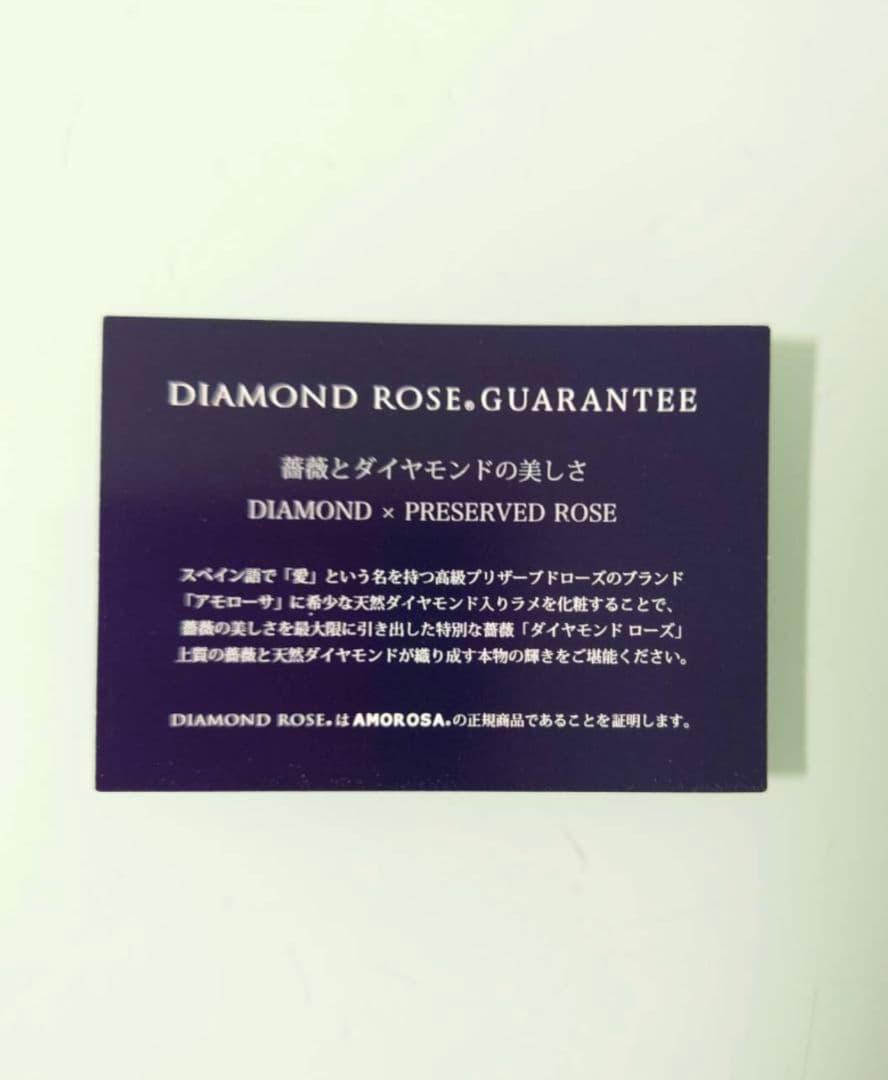 DIAMOND ROSE®GUARANTEE
薔薇とダイヤモンドの美しさ
DIAMOND × PRESERVED ROSE
スペイン語で「愛」という名を持つ高級プリザーブドローズのブランド
「アモローサ」に希少な天然ダイヤモンド入りラメを化粧することで、
薔薇の美しさを最大限に引き出した特別な薔薇「ダイヤモンド ローズ」
上質の薔薇と天然ダイヤモンドが織り成す本物の輝きをご堪能ください。
DIAMOND ROSE®はAMOROSA®の正規商品であることを証明します。